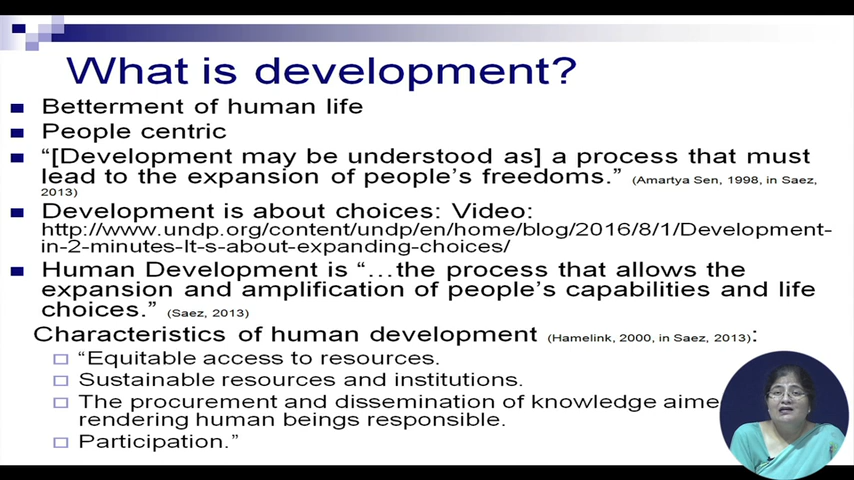 What is development?
Betterment of human life
People centric
“[Development may be understood as] a process that must
lead to the expansion of people’s freedoms.” (Amartya Sen, 1998, in Saez,
2013)
Development is about choices: Video:
http://www.undp.org/content/undp/en/home/blog/2016/8/1/Development-
in-2-minutes-It-s-about-expanding-choices/
Human Development is “…the process that allows the
expansion and amplification of people’s capabilities and life
choices.” (Saez, 2013)
Characteristics of human development (Hamelink, 2000, in Saez, 2013):
“Equitable access to resources.
Sustainable resources and institutions.
The procurement and dissemination of knowledge aime
rendering human beings responsible.
Participation.”